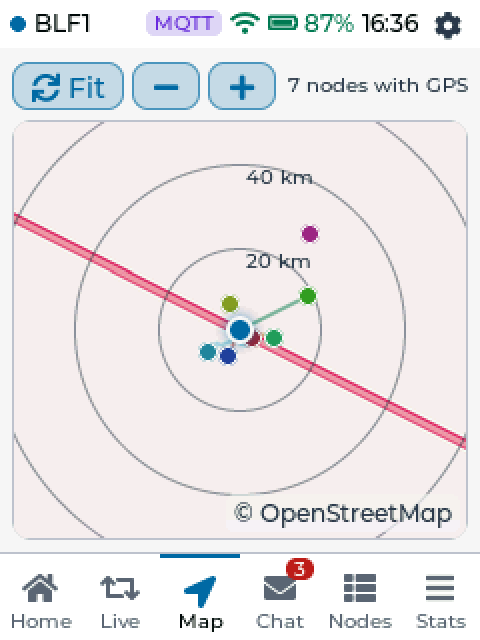 BLF1 MQTT 87% 16:36
Fit − + 7 nodes with GPS
40 km
20 km
© OpenStreetMap
3
Home Live Map Chat Nodes Stats